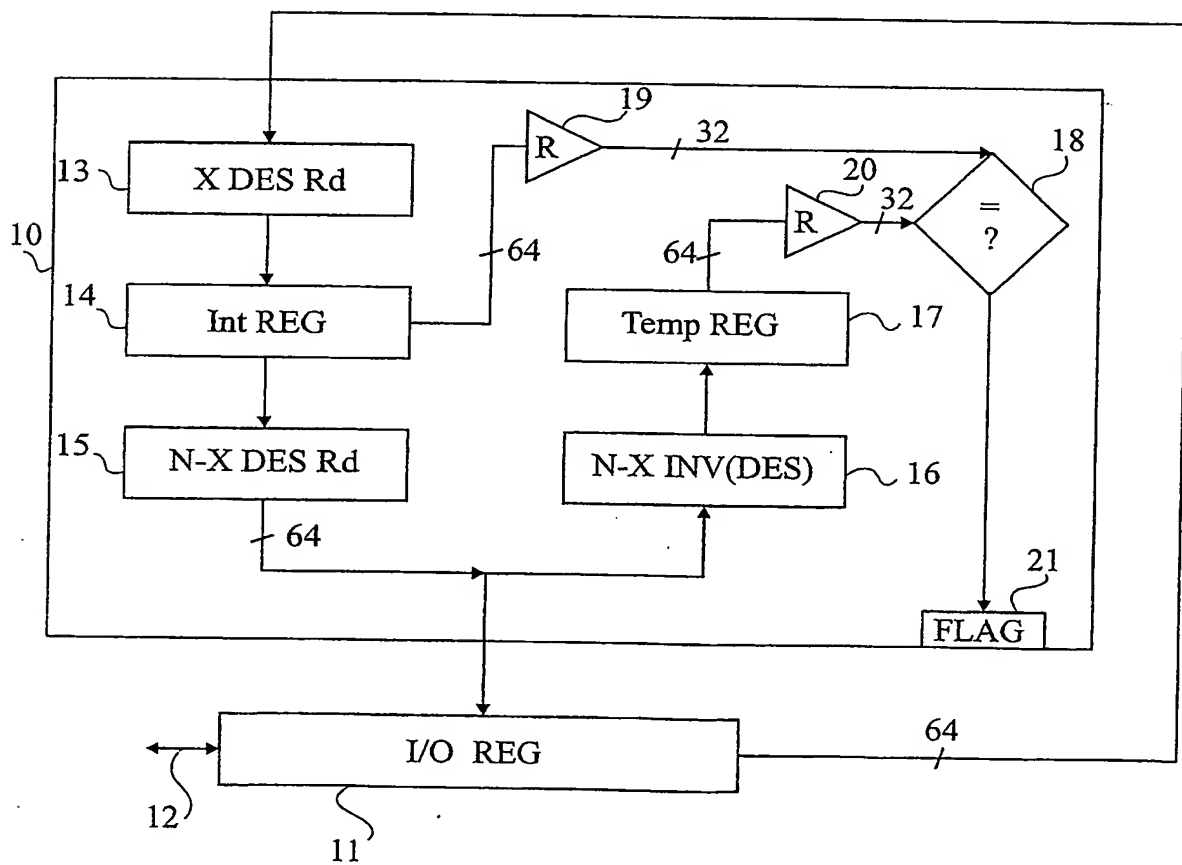 19
32
18
13
X DES Rd
R
20
32
10
=
?
R
64
64
14
Int REG
Temp REG
17
15
N-X DES Rd
N-X INV(DES)
16
64
21
FLAG
I/O REG
64
12
11